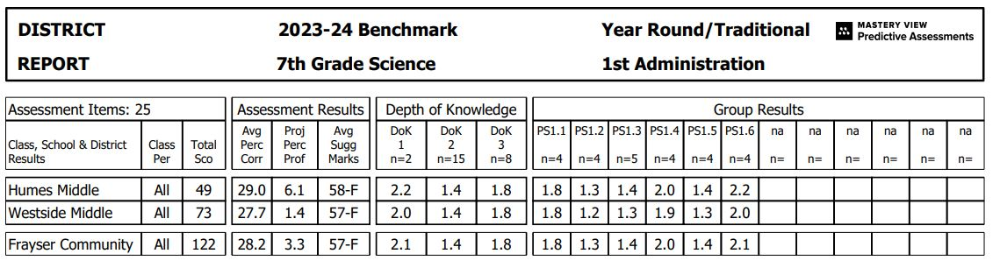 DISTRICT 2023-24 Benchmark Year Round/Traditional MASTERY VIEW
Predictive Assessments
REPORT 7th Grade Science 1st Administration
Assessment Items: 25 Assessment Results Depth of Knowledge Group Results
Class, School & District Results Class Per Total Sco Avg Perc Corr Proj Perc Prof Avg Sugg Marks DoK 1 n=2 DoK 2 n=15 DoK 3 n=8 PS1.1 n=4 PS1.2 n=4 PS1.3 n=5 PS1.4 n=4 PS1.5 n=4 PS1.6 n=4 na n= na n= na n= na n= na n= na n= na n=
Humes Middle All 49 29.0 6.1 58-F 2.2 1.4 1.8 1.8 1.3 1.4 2.0 1.4 2.2
Westside Middle All 73 27.7 1.4 57-F 2.0 1.4 1.8 1.8 1.2 1.3 1.9 1.3 2.0
Frayser Community All 122 28.2 3.3 57-F 2.1 1.4 1.8 1.8 1.3 1.4 2.0 1.4 2.1